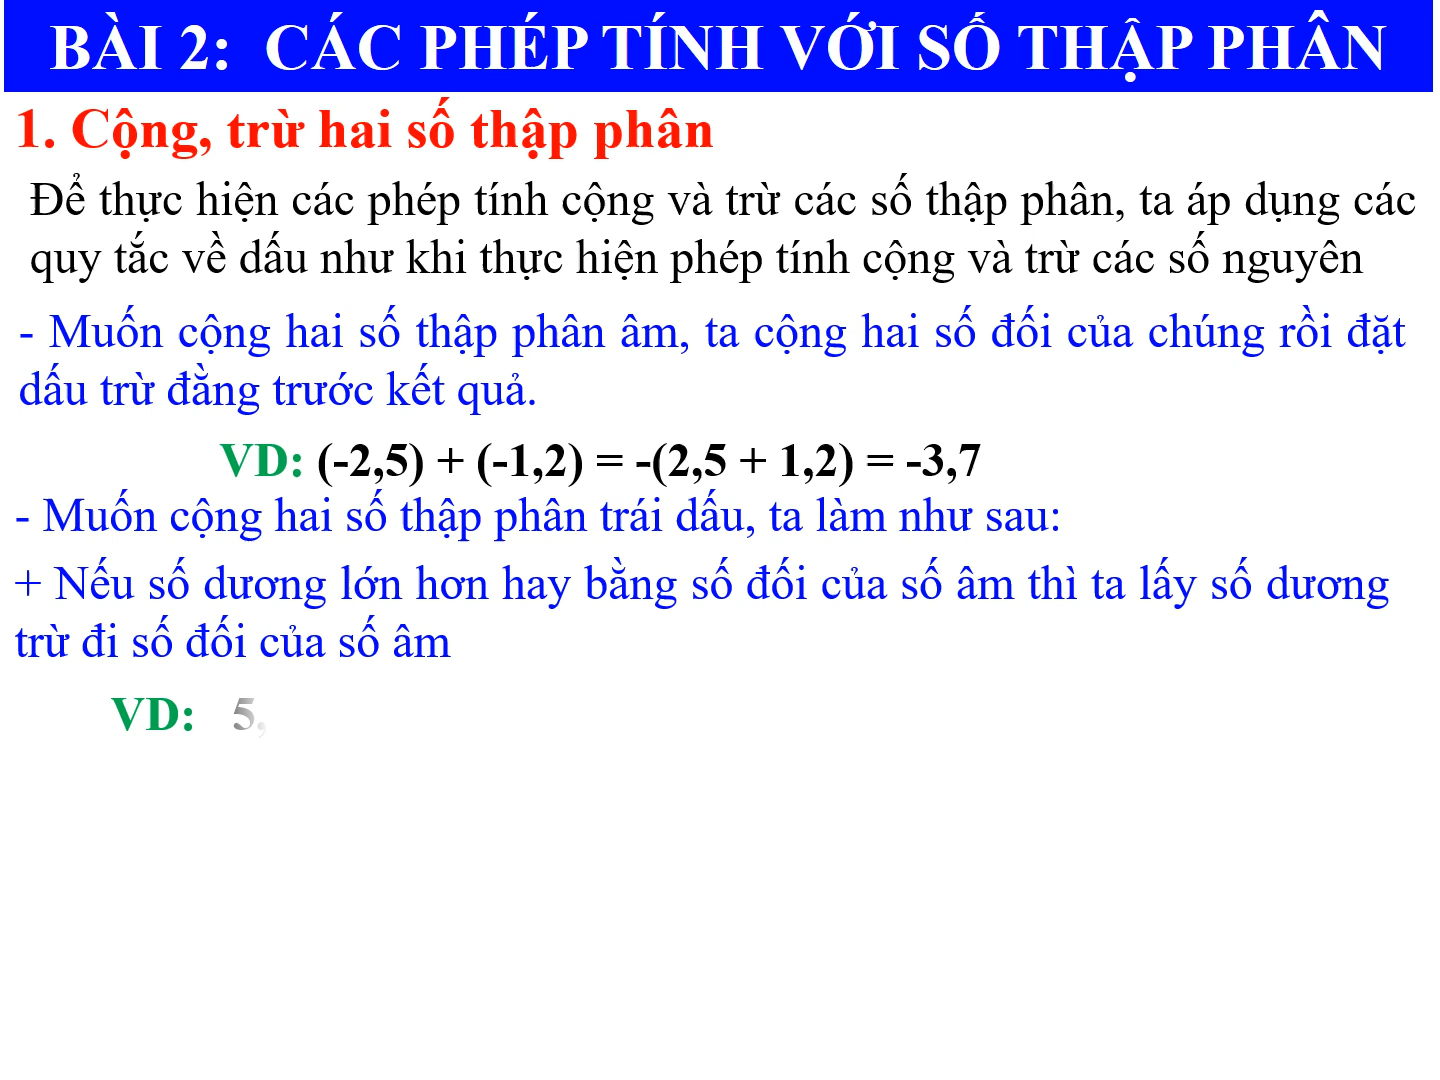 BÀI 2: CÁC PHÉP TÍNH VỚI SỐ THẬP PHÂN
1. Cộng, trừ hai số thập phân
Để thực hiện các phép tính cộng và trừ các số thập phân, ta áp dụng các
quy tắc về dấu như khi thực hiện phép tính cộng và trừ các số nguyên
- Muốn cộng hai số thập phân âm, ta cộng hai số đối của chúng rồi đặt
dấu trừ đằng trước kết quả.
VD: (-2,5) + (-1,2) = -(2,5 + 1,2) = -3,7
- Muốn cộng hai số thập phân trái dấu, ta làm như sau:
+ Nếu số dương lớn hơn hay bằng số đối của số âm thì ta lấy số dương
trừ đi số đối của số âm
VD: 5,